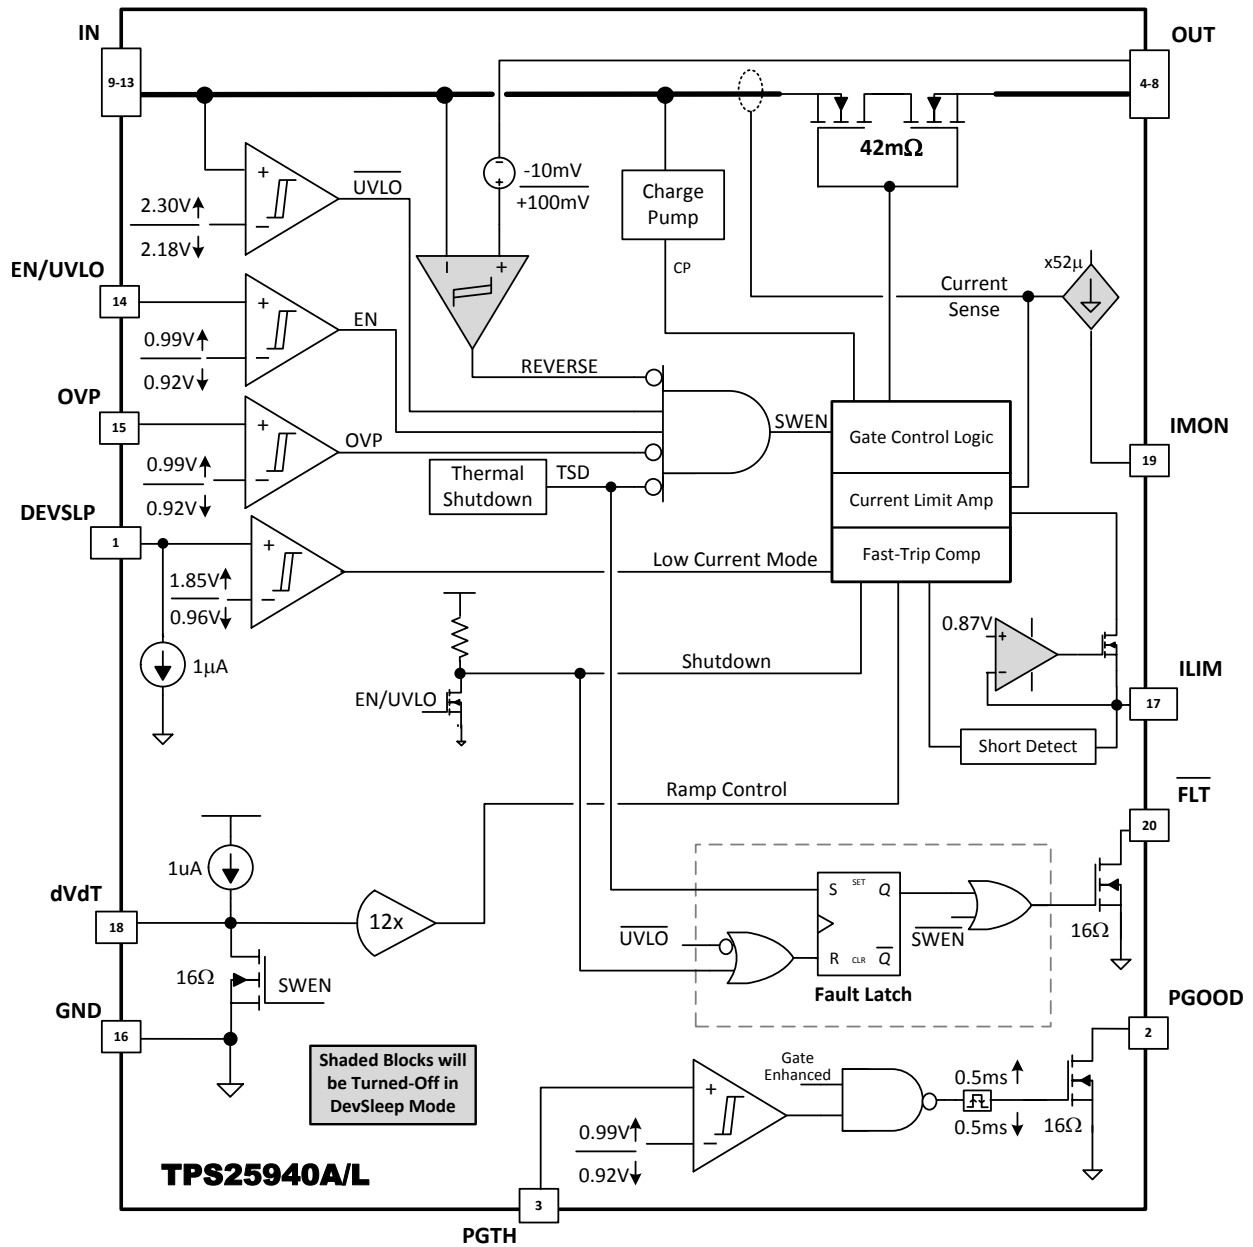 IN
OUT
9-13
4-8
42mΩ
-10mV
+100mV
UVLO
Charge
Pump
2.30V
2.18V
CP
x52µ
EN/UVLO
14
Current
Sense
EN
0.99V
0.92V
REVERSE
OVP
15
SWEN
Gate Control Logic
IMON
19
OVP
Thermal
Shutdown
TSD
0.99V
0.92V
Current Limit Amp
DEVSLP
1
Fast-Trip Comp
Low Current Mode
1.85V
0.96V
0.87V
1µA
Shutdown
ILIM
17
EN/UVLO
Short Detect
Ramp Control
FLT
20
1uA
dVdT
18
12x
S
SET
Q
UVLO
SWEN
R
CLR
Q
16Ω
16Ω
SWEN
Fault Latch
GND
16
PGOOD
2
Shaded Blocks will
be Turned-Off in
DevSleep Mode
Gate
Enhanced
0.5ms
0.5ms
16Ω
0.99V
0.92V
TPS25940A/L
3
PGTH